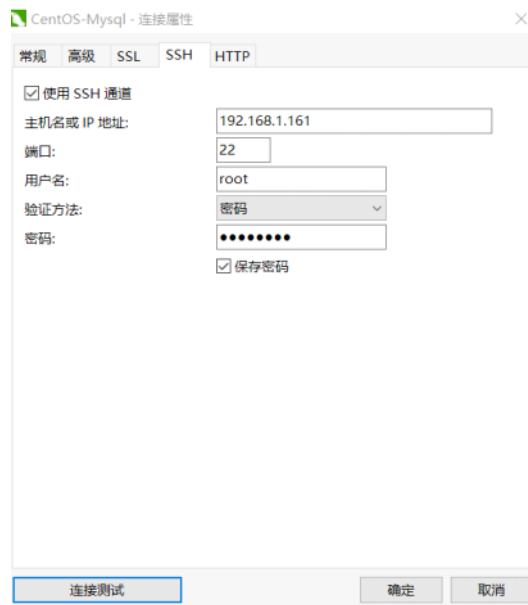 CentOS-Mysql - 连接属性
常规 高级 SSL SSH HTTP
使用 SSH 通道
主机名或 IP 地址: 192.168.1.161
端口: 22
用户名: root
验证方法: 密码
密码: ●●●●●●●●
保存密码
连接测试 确定 取消